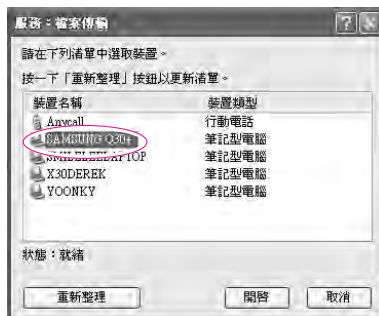 服務：檔案傳輸
請在下列清單中選取裝置。
按一下「重新整理」按鈕以更新清單。
裝置名稱 裝置類型
Anycall 行動電話
SAMSUNG Q30+ 筆記型電腦
筆記型電腦
X30DEREK 筆記型電腦
YOONKY 筆記型電腦
狀態：就緒
重新整理 開啓 取消